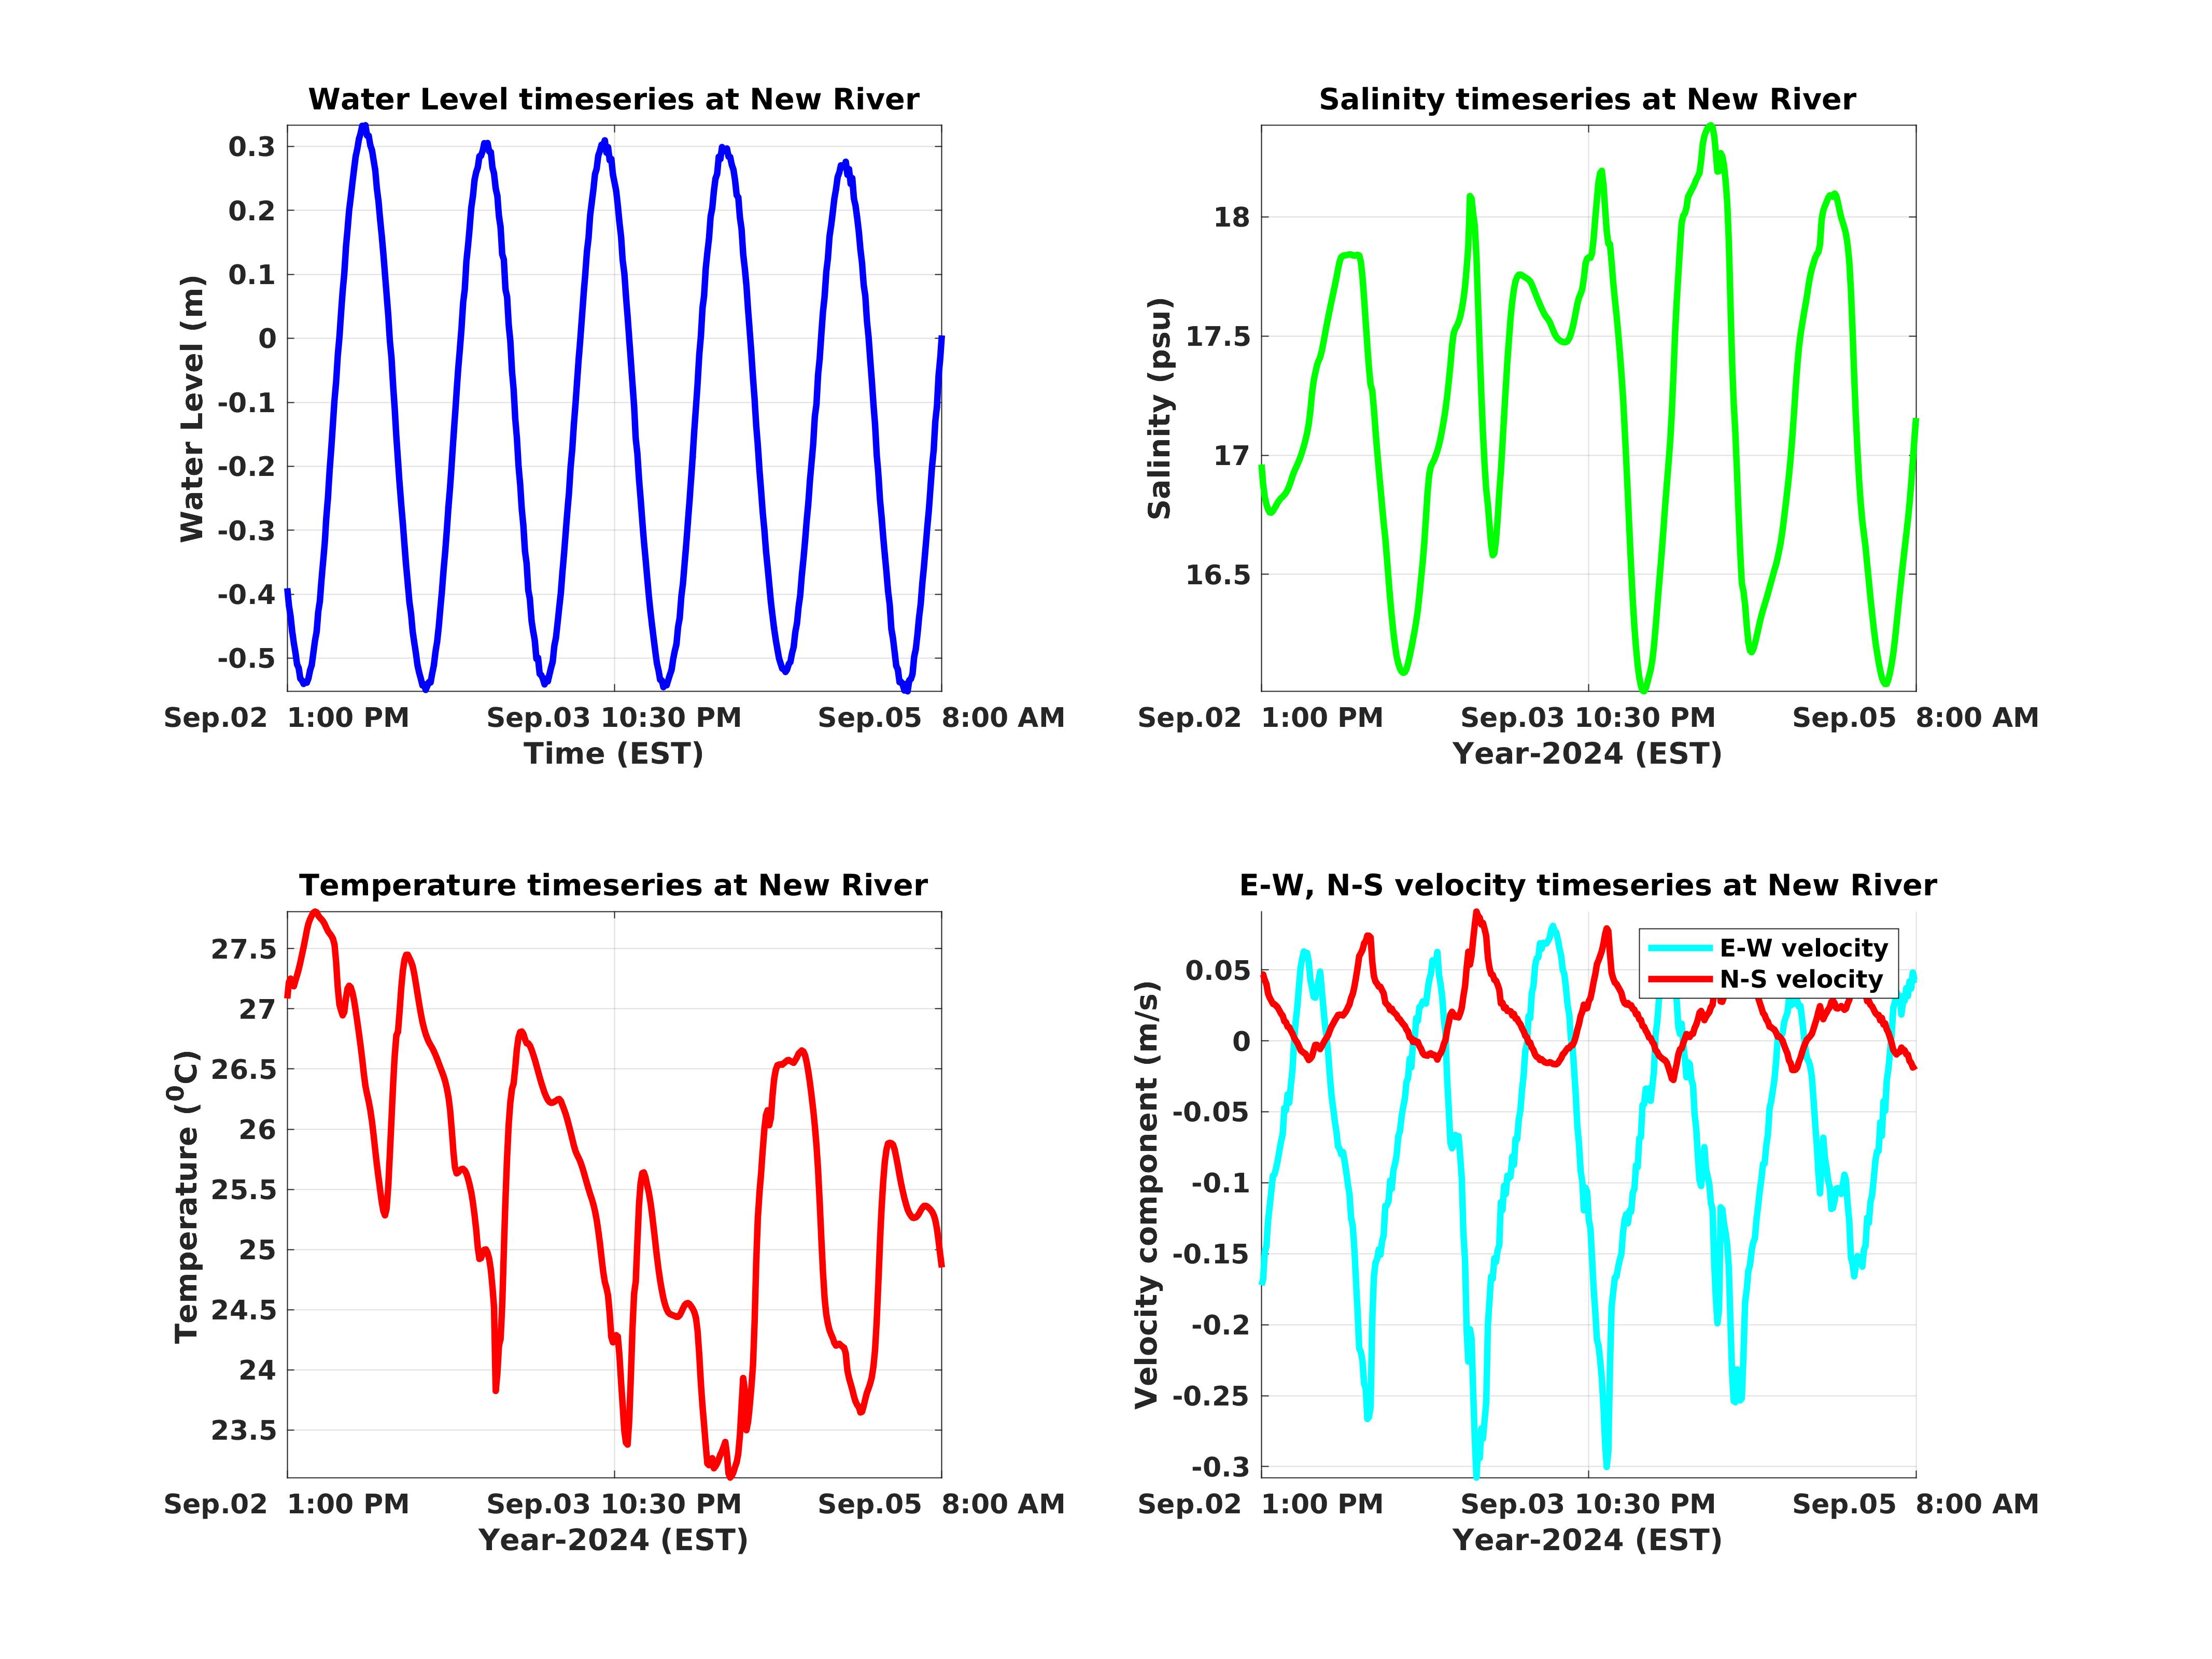 Water Level timeseries at New River
0.3
0.2
0.1
0
-0.1
-0.2
-0.3
-0.4
-0.5
Water Level (m)
Sep.02 1:00 PM
Sep.03 10:30 PM
Sep.05 8:00 AM
Time (EST)
Salinity timeseries at New River
18
17.5
17
16.5
Salinity (psu)
Sep.02 1:00 PM
Sep.03 10:30 PM
Sep.05 8:00 AM
Year-2024 (EST)
Temperature timeseries at New River
27.5
27
26.5
26
25.5
25
24.5
24
23.5
Temperature (⁰C)
Sep.02 1:00 PM
Sep.03 10:30 PM
Sep.05 8:00 AM
Year-2024 (EST)
E-W, N-S velocity timeseries at New River
E-W velocity
N-S velocity
0.05
0
-0.05
-0.1
-0.15
-0.2
-0.25
-0.3
Velocity component (m/s)
Sep.02 1:00 PM
Sep.03 10:30 PM
Sep.05 8:00 AM
Year-2024 (EST)